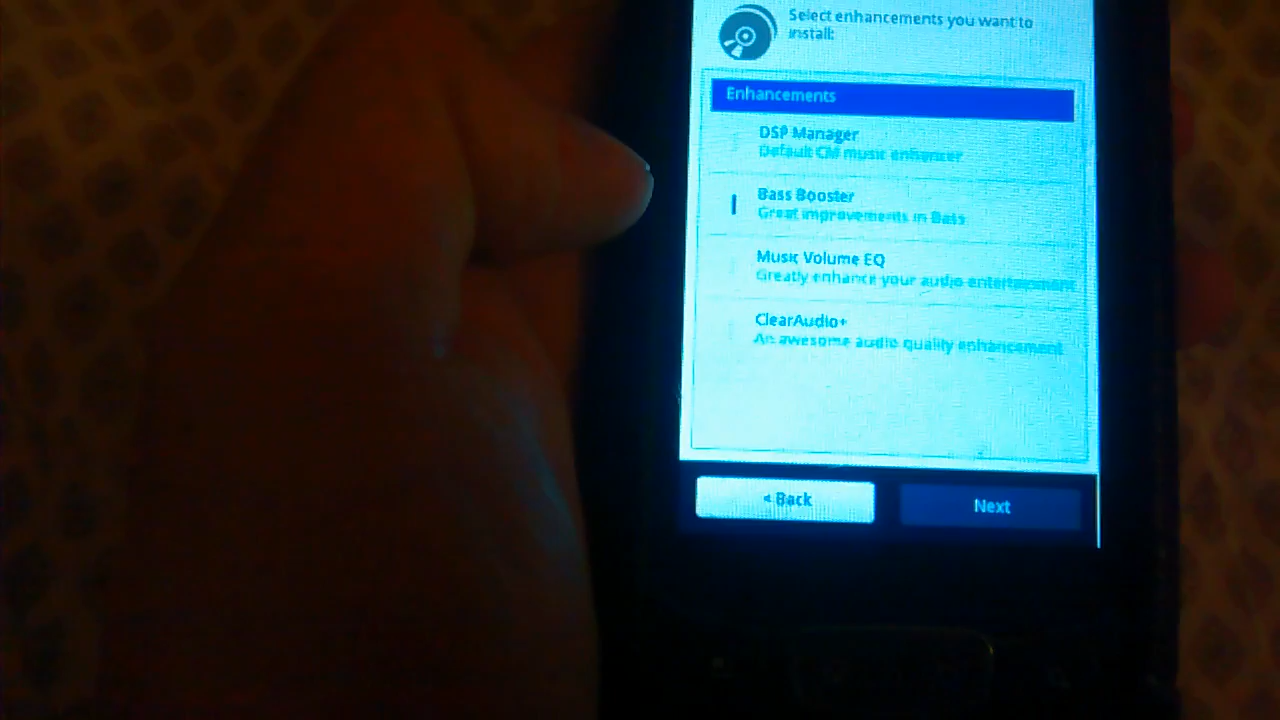 Select enhancements you want to
install:
Enhancements
DSP Manager
Default CM music enhancer
Bass Booster
Great improvements in Bass
Music Volume EQ
Greatly enhance your audio entertainment
ClearAudio+
An awesome audio quality enhancement
< Back
Next